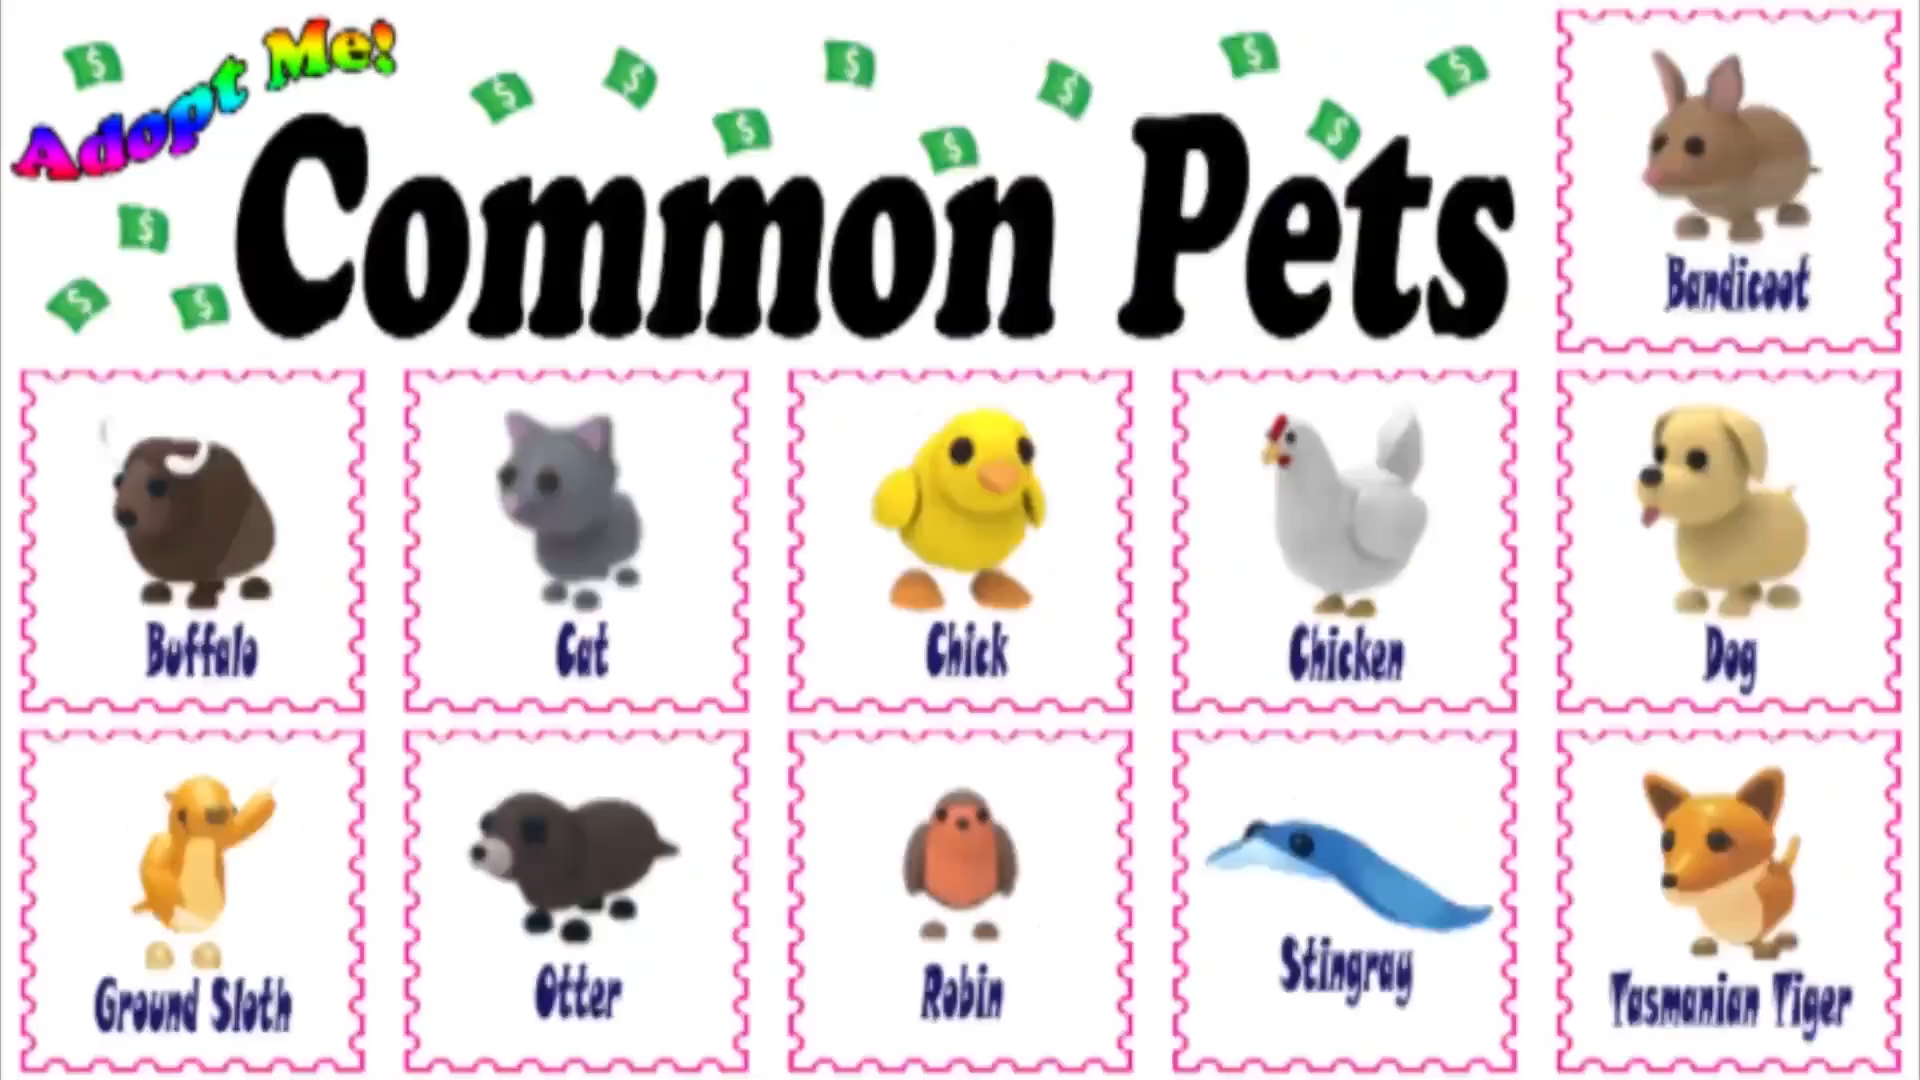 Adopt Me!
$ $ $ $ $ $ $ $ $ $ $ $ $
Common Pets
Bandicoot
Buffalo
Cat
Chick
Chicken
Dog
Ground Sloth
Otter
Robin
Stingray
Tasmanian Tiger